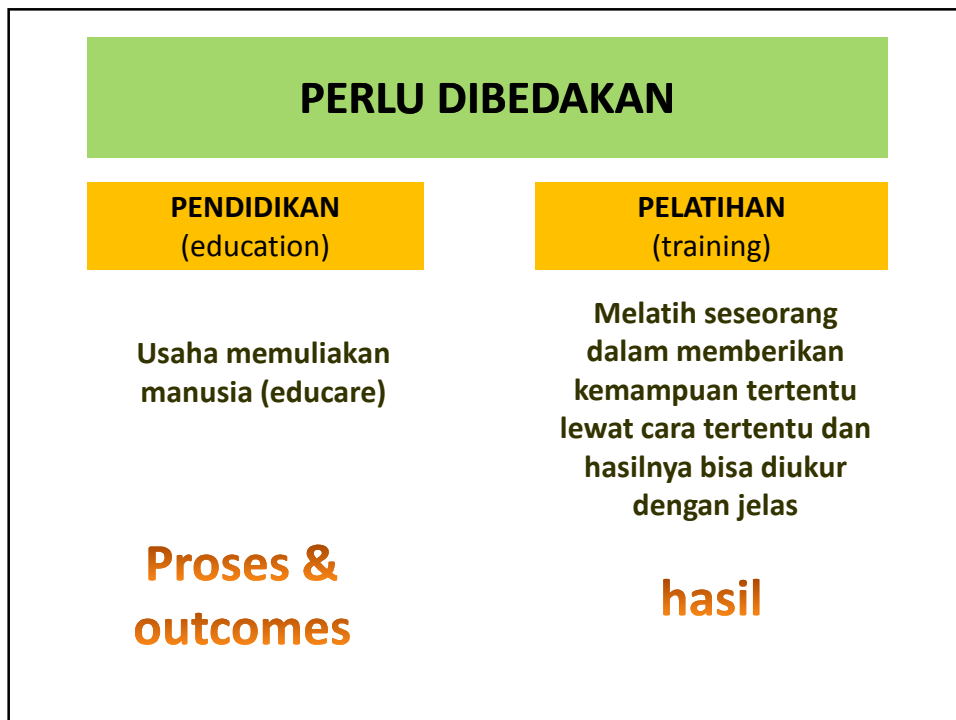 PERLU DIBEDAKAN
PENDIDIKAN
(education)
Usaha memuliakan
manusia (educare)
Proses &
outcomes
PELATIHAN
(training)
Melatih seseorang
dalam memberikan
kemampuan tertentu
lewat cara tertentu dan
hasilnya bisa diukur
dengan jelas
hasil